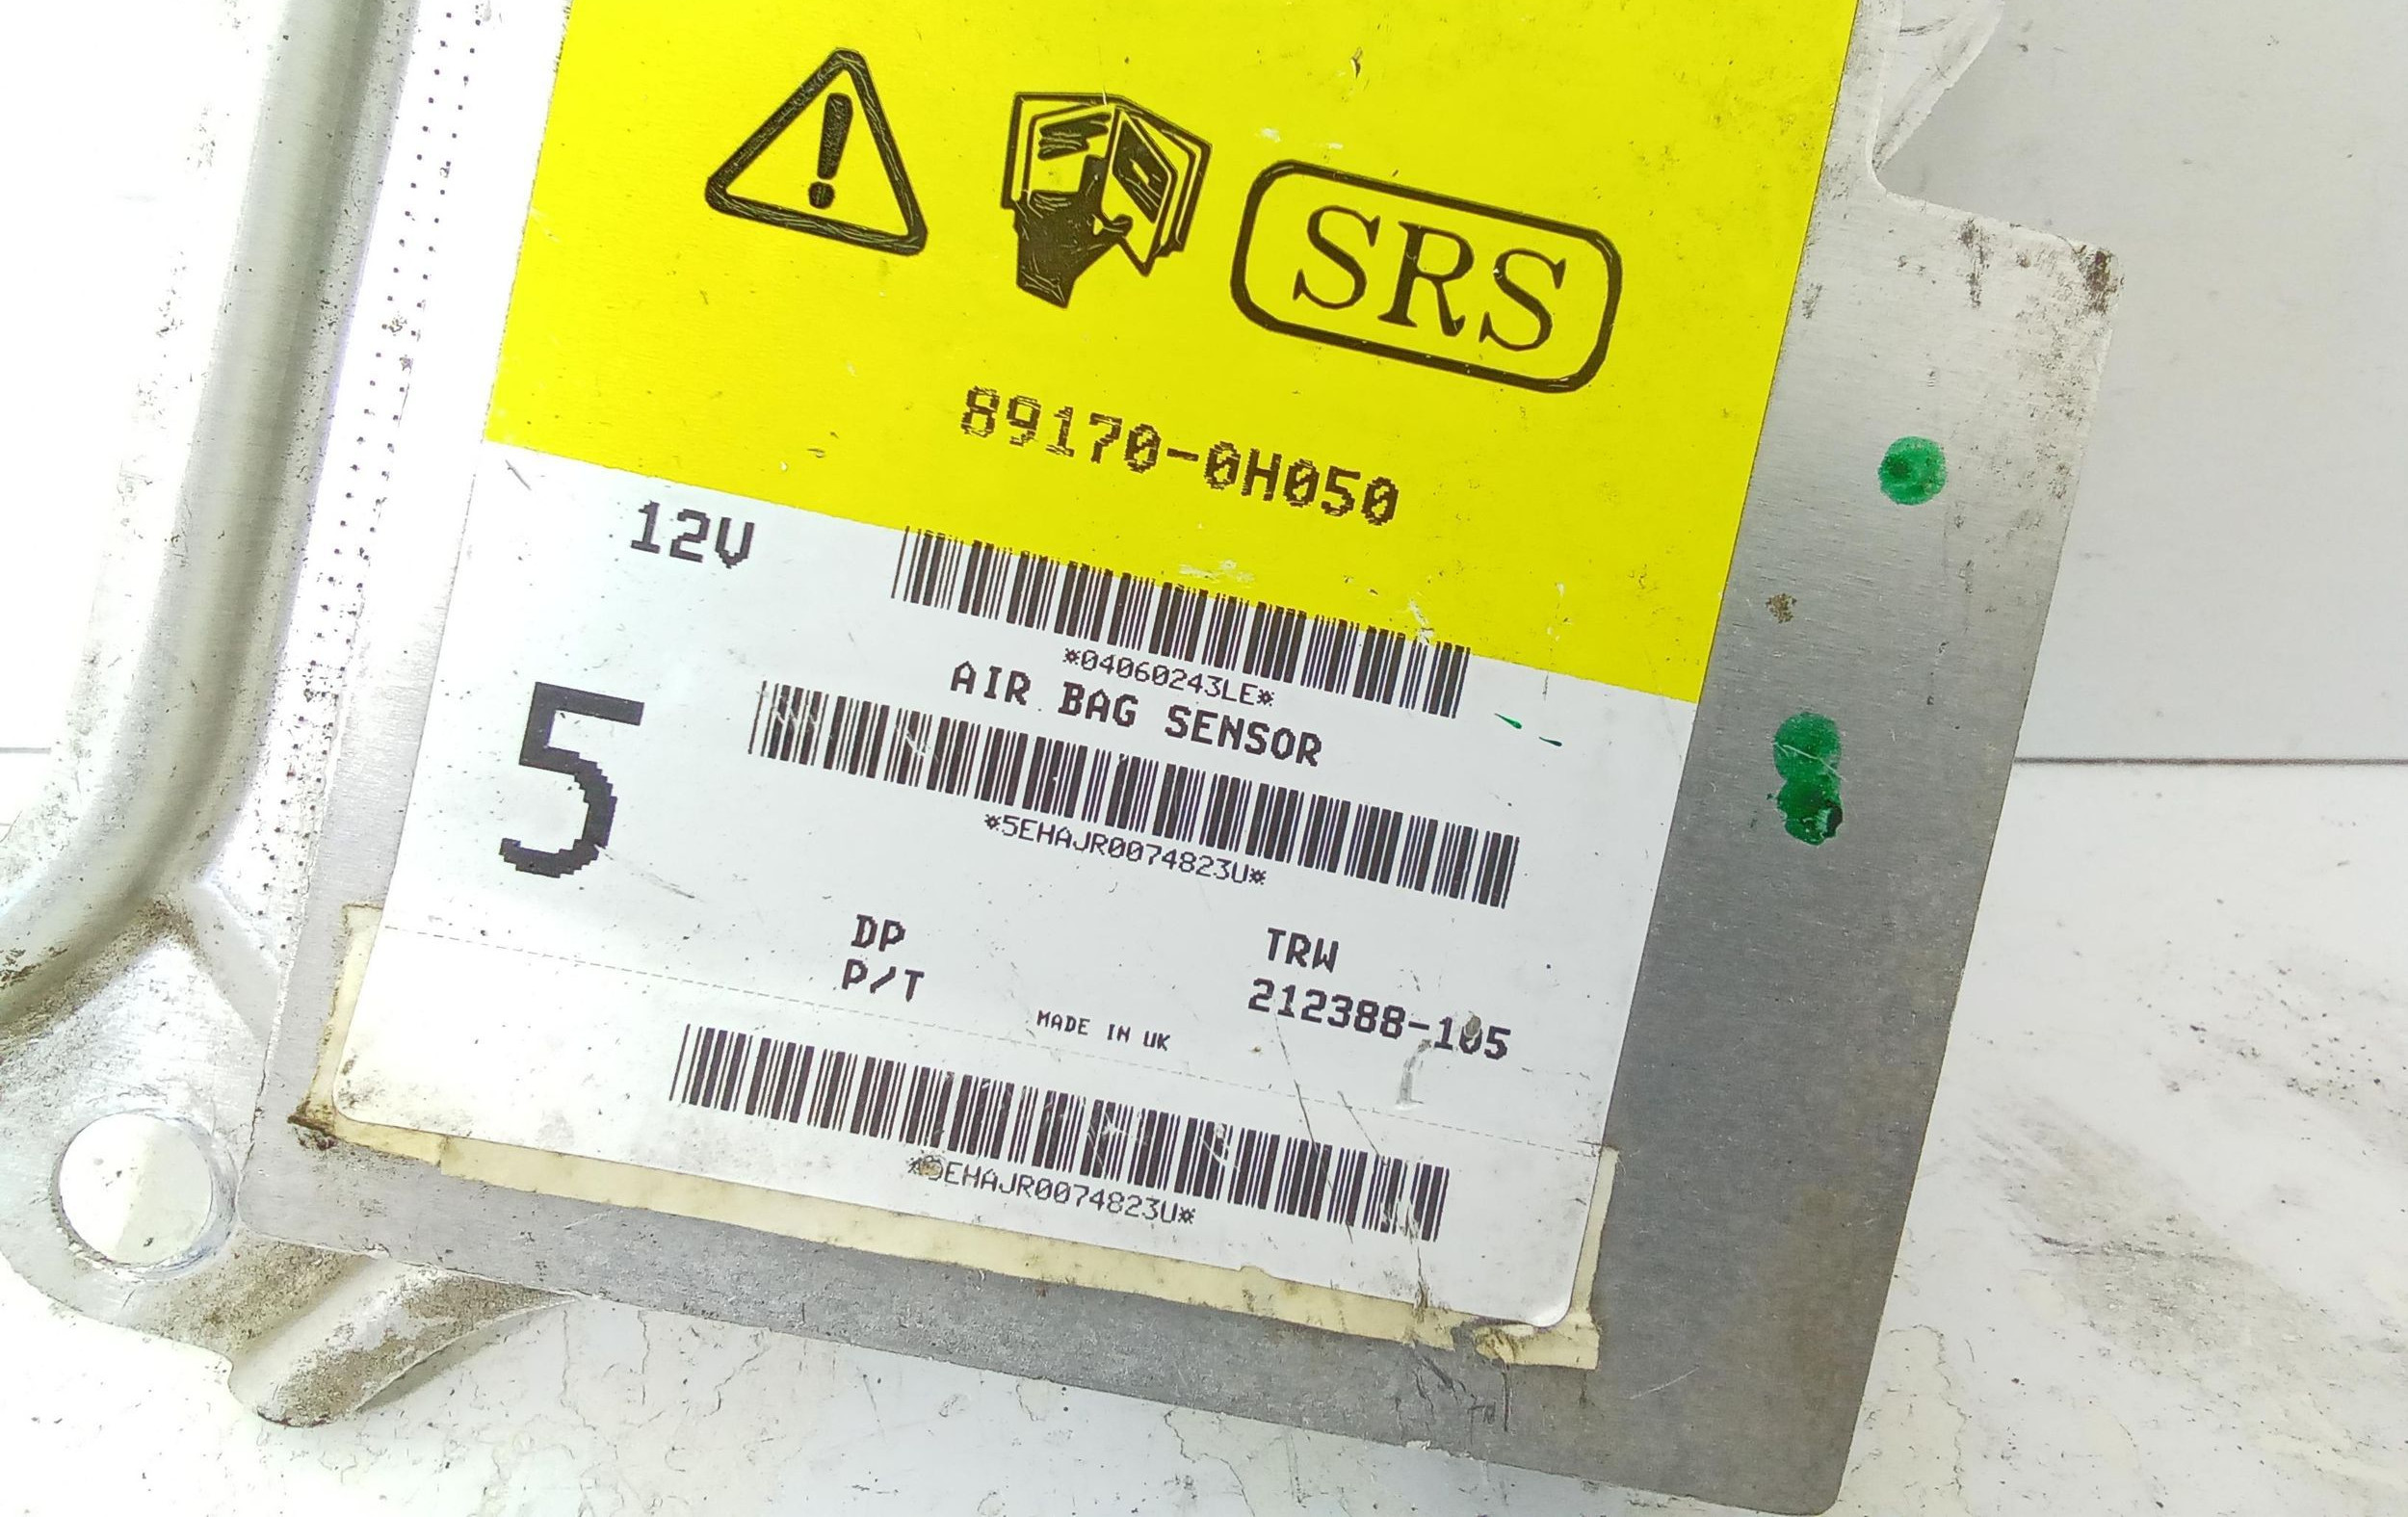 SRS
89170-0H050
12V
*04060243LE*
AIR BAG SENSOR
5
*5EHAJR0074823U*
DP
TRW
P/T
212388-105
MADE IN UK
*5EHAJR0074823U*